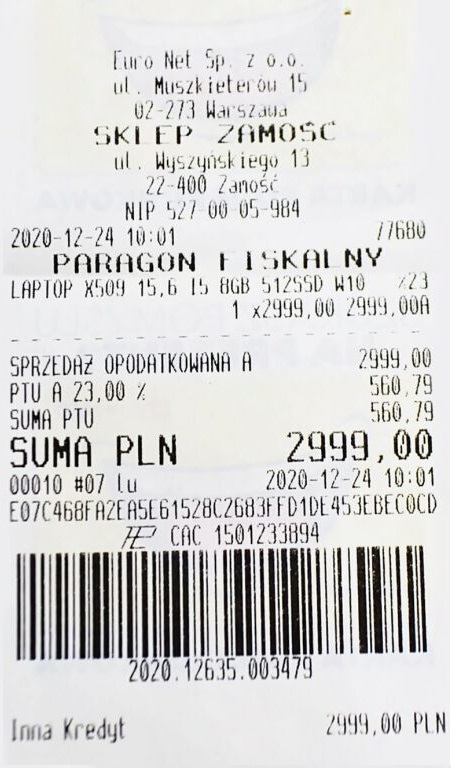 Euro Net Sp. z o.o.
ul. Muszkieterów 15
02-273 Warszawa
SKLEP ZAMOŚĆ
ul. Wyszyńskiego 13
22-400 Zamość
NIP 527-00-05-984
2020-12-24 10:01 77680
PARAGON FISKALNY
LAPTOP X509 15,6 I5 8GB 512SSD W10 %23
1 x2999,00 2999,00A
SPRZEDAŻ OPODATKOWANA A 2999,00
PTU A 23,00 % 560,79
SUMA PTU 560,79
SUMA PLN 2999,00
00010 #07 lu 2020-12-24 10:01
E07C468FA2EA5E61528C2683FFD1DE453EBEC0CD
CAC 1501233894
2020.12635.003479
Inna Kredyt 2999,00 PLN